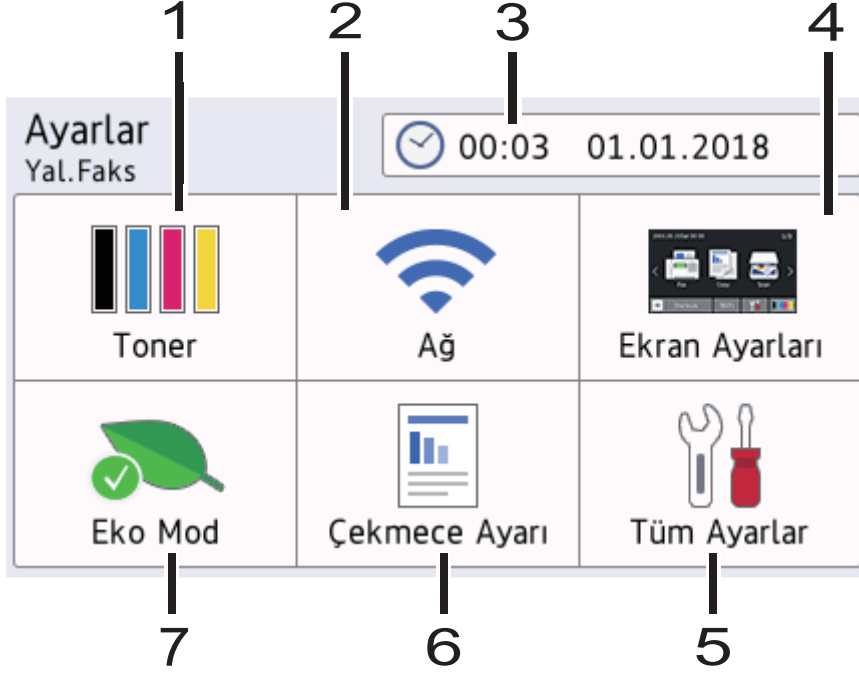 1 2 3 4
Ayarlar
Yal.Faks
00:03 01.01.2018
Toner Ağ Ekran Ayarları
Eko Mod Çekmece Ayarı Tüm Ayarlar
7 6 5